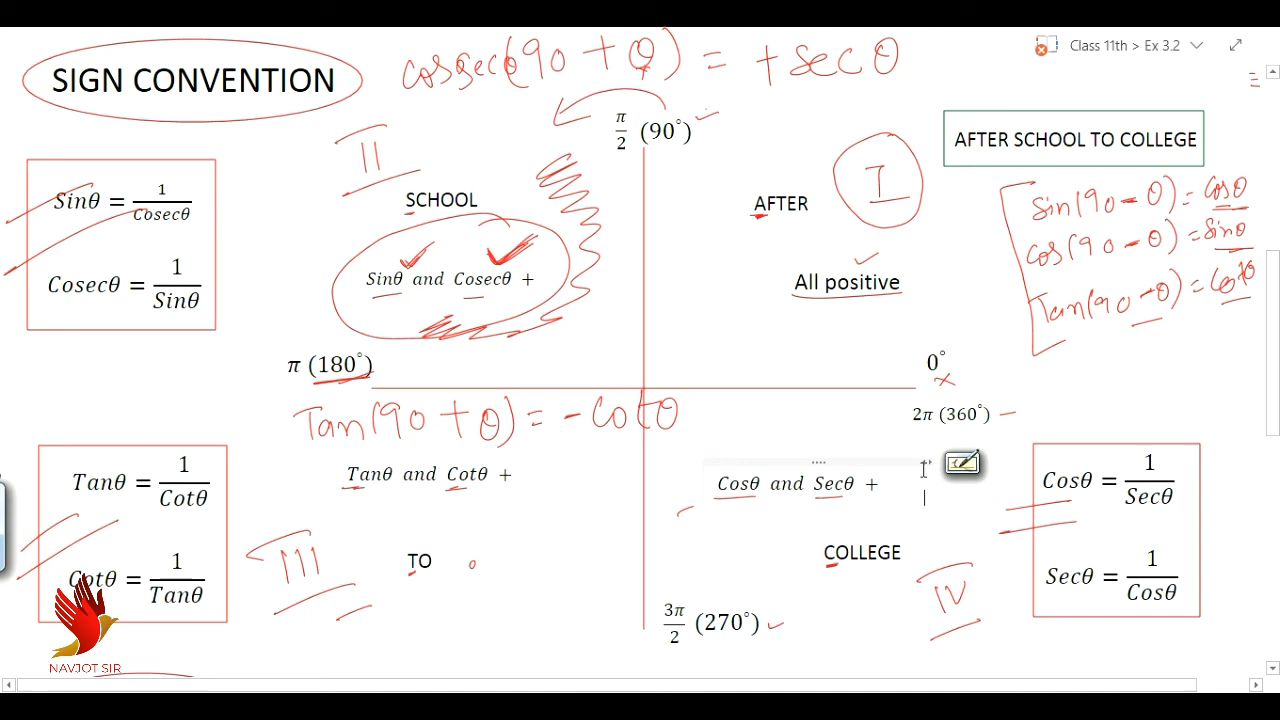 cossec(90 + θ) = + sec θ
Class 11th > Ex 3.2
SIGN CONVENTION
π/2 (90°)
AFTER SCHOOL TO COLLEGE
II
I
Sinθ = 1/Cosecθ
Cosecθ = 1/Sinθ
SCHOOL
Sinθ and Cosecθ +
AFTER
All positive
Sin(90 - θ) = cosθ
Cos(90 - θ) = Sinθ
Tan(90 - θ) = Cotθ
π (180°)
0°
2π (360°)
Tan(90 + θ) = - Cotθ
Tanθ = 1/Cotθ
Cotθ = 1/Tanθ
Tanθ and Cotθ +
Cosθ and Secθ +
Cosθ = 1/Secθ
Secθ = 1/Cosθ
III
TO
COLLEGE
IV
3π/2 (270°)
NAVJOT SIR